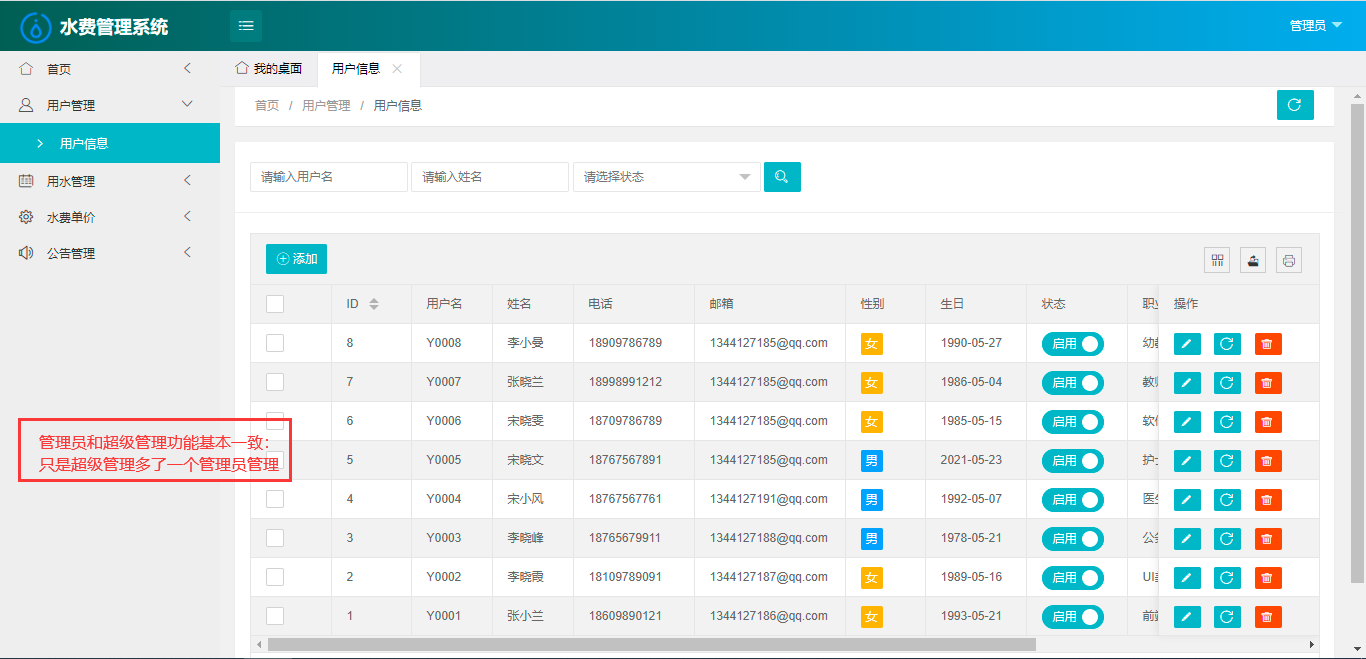 水费管理系统
管理员
首页
用户管理
用户信息
用水管理
水费单价
公告管理
我的桌面
用户信息
首页 / 用户管理 / 用户信息
请输入用户名
请输入姓名
请选择状态
添加
ID 用户名 姓名 电话 邮箱 性别 生日 状态 职业 操作
8 Y0008 李小曼 18909786789 1344127185@qq.com 女 1990-05-27 启用 幼教
7 Y0007 张晓兰 18998991212 1344127185@qq.com 女 1986-05-04 启用 教师
6 Y0006 宋晓雯 18709786789 1344127185@qq.com 女 1985-05-15 启用 软件
5 Y0005 宋晓文 18767567891 1344127185@qq.com 男 2021-05-23 启用 护士
4 Y0004 宋小风 18767567761 1344127191@qq.com 男 1992-05-07 启用 医生
3 Y0003 李晓峰 18765679911 1344127188@qq.com 男 1978-05-21 启用 公务
2 Y0002 李晓霞 18109789091 1344127187@qq.com 女 1989-05-16 启用 UI
1 Y0001 张小兰 18609890121 1344127186@qq.com 女 1993-05-21 启用 前端
管理员和超级管理功能基本一致：
只是超级管理多了一个管理员管理